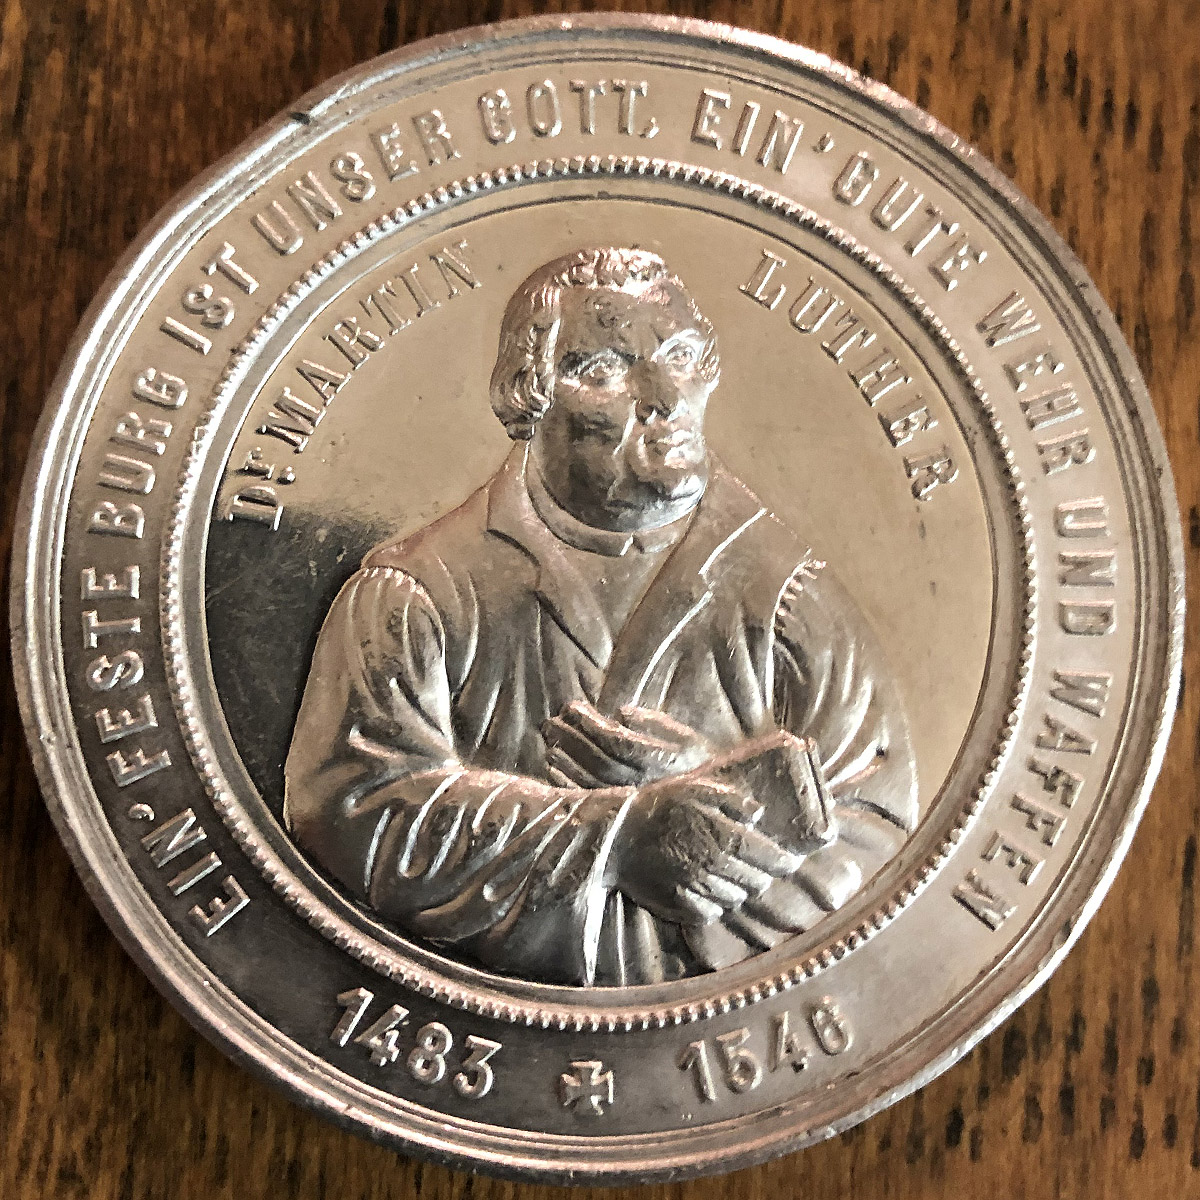 EIN' FESTE BURG IST UNSER GOTT, EIN' GUTE WEHR UND WAFFEN
Dr. MARTIN LUTHER
1483 ✠ 1546